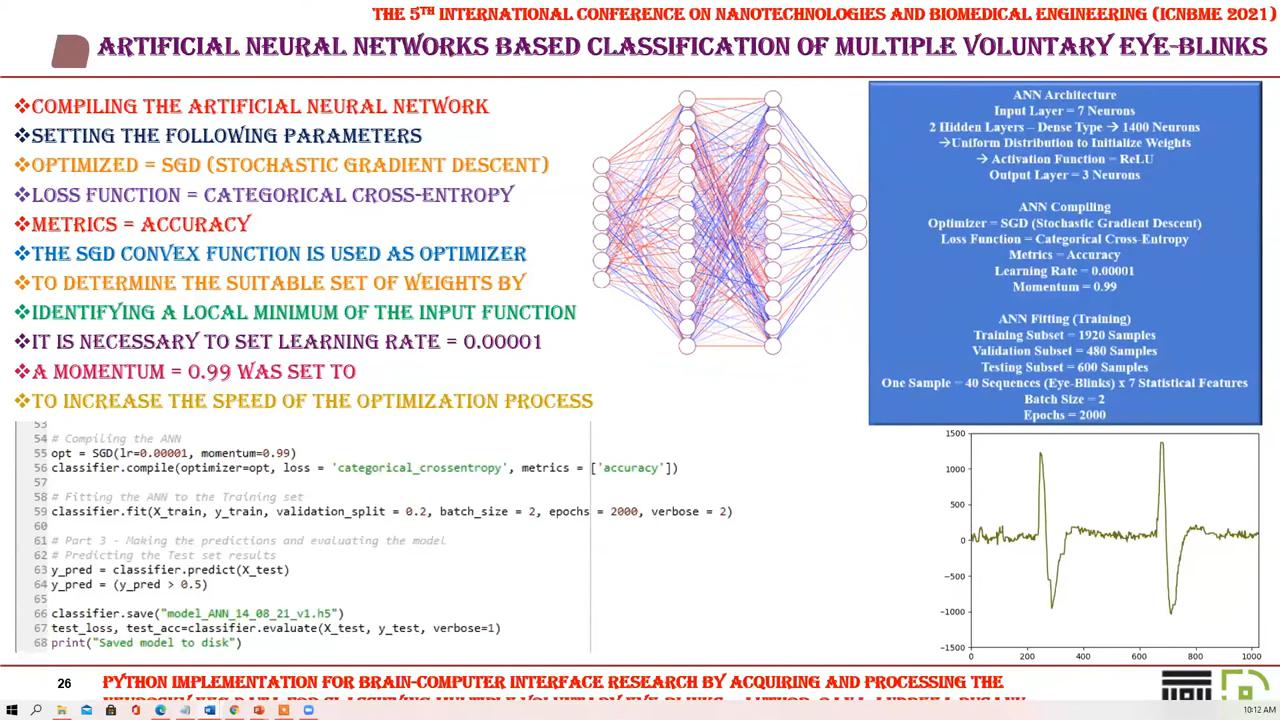 THE 5TH INTERNATIONAL CONFERENCE ON NANOTECHNOLOGIES AND BIOMEDICAL ENGINEERING (ICNBME 2021)
ARTIFICIAL NEURAL NETWORKS BASED CLASSIFICATION OF MULTIPLE VOLUNTARY EYE-BLINKS
❖COMPILING THE ARTIFICIAL NEURAL NETWORK
❖SETTING THE FOLLOWING PARAMETERS
❖OPTIMIZED = SGD (STOCHASTIC GRADIENT DESCENT)
❖LOSS FUNCTION = CATEGORICAL CROSS-ENTROPY
❖METRICS = ACCURACY
❖THE SGD CONVEX FUNCTION IS USED AS OPTIMIZER
❖TO DETERMINE THE SUITABLE SET OF WEIGHTS BY
❖IDENTIFYING A LOCAL MINIMUM OF THE INPUT FUNCTION
❖IT IS NECESSARY TO SET LEARNING RATE = 0.00001
❖A MOMENTUM = 0.99 WAS SET TO
❖TO INCREASE THE SPEED OF THE OPTIMIZATION PROCESS
ANN Architecture
Input Layer = 7 Neurons
2 Hidden Layers – Dense Type → 1400 Neurons
→Uniform Distribution to Initialize Weights
→ Activation Function = ReLU
Output Layer = 3 Neurons
ANN Compiling
Optimizer = SGD (Stochastic Gradient Descent)
Loss Function = Categorical Cross-Entropy
Metrics = Accuracy
Learning Rate = 0.00001
Momentum = 0.99
ANN Fitting (Training)
Training Subset = 1920 Samples
Validation Subset = 480 Samples
Testing Subset = 600 Samples
One Sample = 40 Sequences (Eye-Blinks) x 7 Statistical Features
Batch Size = 2
Epochs = 2000
53
54 # Compiling the ANN
55 opt = SGD(lr=0.00001, momentum=0.99)
56 classifier.compile(optimizer=opt, loss = 'categorical_crossentropy', metrics = ['accuracy'])
57
58 # Fitting the ANN to the Training set
59 classifier.fit(X_train, y_train, validation_split = 0.2, batch_size = 2, epochs = 2000, verbose = 2)
60
61 # Part 3 - Making the predictions and evaluating the model
62 # Predicting the Test set results
63 y_pred = classifier.predict(X_test)
64 y_pred = (y_pred > 0.5)
65
66 classifier.save("model_ANN_14_08_21_v1.h5")
67 test_loss, test_acc=classifier.evaluate(X_test, y_test, verbose=1)
68 print("Saved model to disk")
1500
1000
500
0
−500
−1000
−1500
0 200 400 600 800 1000
26
PYTHON IMPLEMENTATION FOR BRAIN-COMPUTER INTERFACE RESEARCH BY ACQUIRING AND PROCESSING THE
10:12 AM